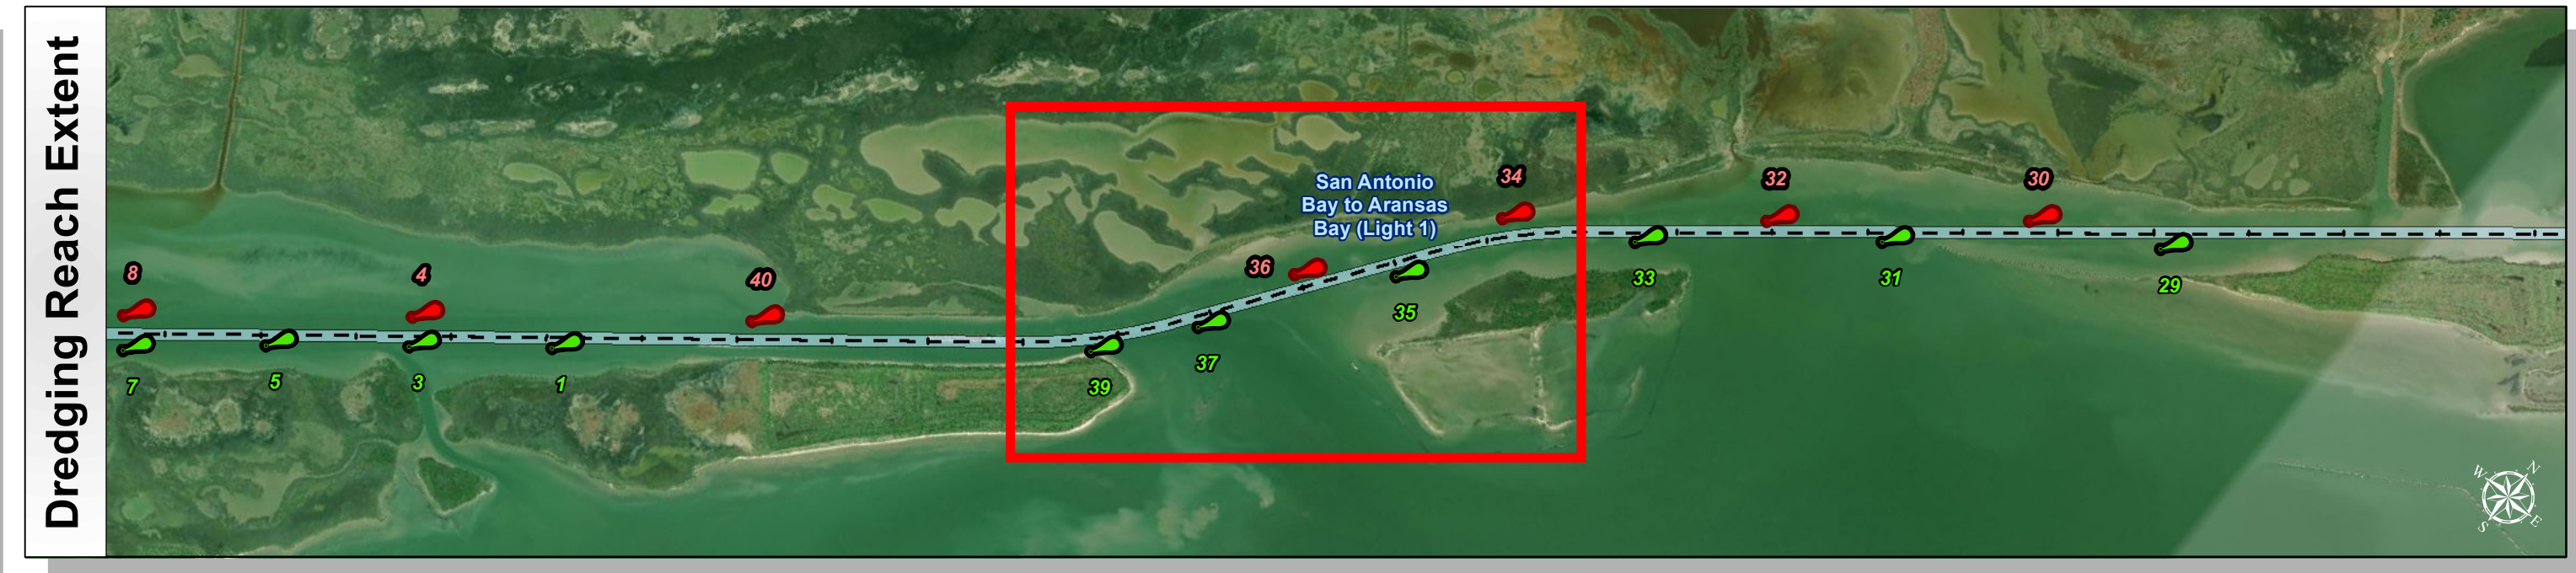 Dredging Reach Extent
San Antonio
Bay to Aransas
Bay (Light 1)
34
32
30
36
8
4
40
33
31
29
35
37
7
5
3
1
39
W
N
S
E